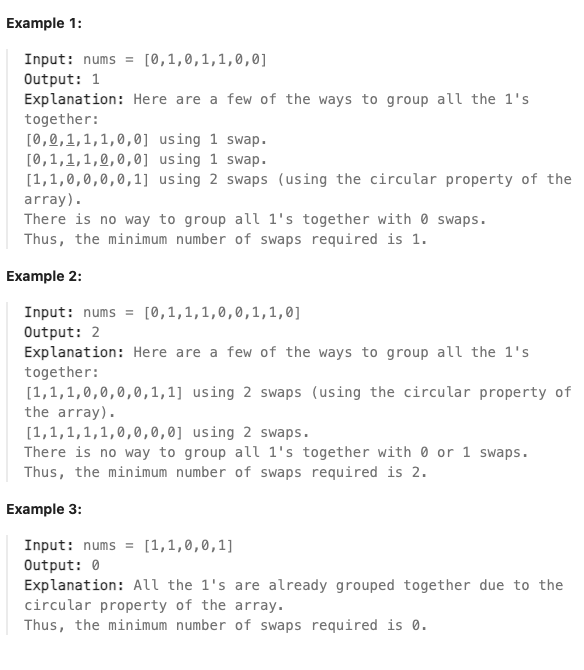 Example 1:
Input: nums = [0,1,0,1,1,0,0]
Output: 1
Explanation: Here are a few of the ways to group all the 1's
together:
[0,0,1,1,1,0,0] using 1 swap.
[0,1,1,1,0,0,0] using 1 swap.
[1,1,0,0,0,0,1] using 2 swaps (using the circular property of the
array).
There is no way to group all 1's together with 0 swaps.
Thus, the minimum number of swaps required is 1.
Example 2:
Input: nums = [0,1,1,1,0,0,1,1,0]
Output: 2
Explanation: Here are a few of the ways to group all the 1's
together:
[1,1,1,0,0,0,0,1,1] using 2 swaps (using the circular property of
the array).
[1,1,1,1,1,0,0,0,0] using 2 swaps.
There is no way to group all 1's together with 0 or 1 swaps.
Thus, the minimum number of swaps required is 2.
Example 3:
Input: nums = [1,1,0,0,1]
Output: 0
Explanation: All the 1's are already grouped together due to the
circular property of the array.
Thus, the minimum number of swaps required is 0.